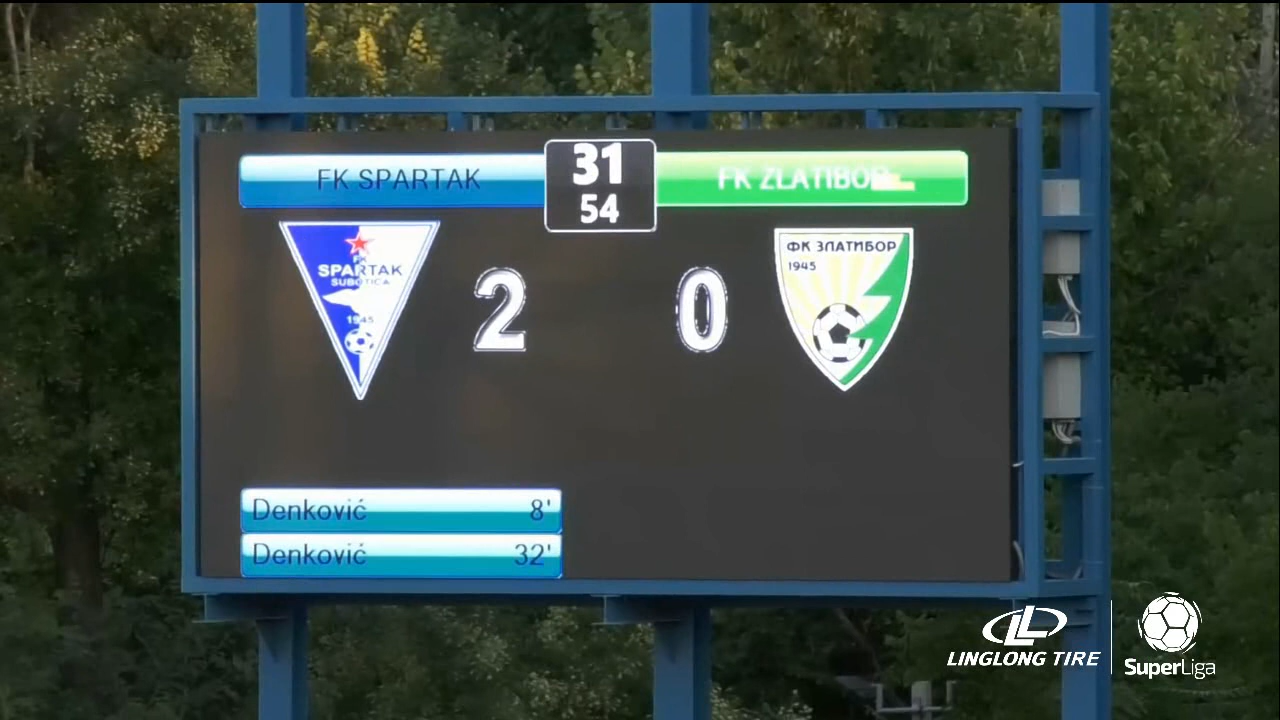 FK SPARTAK
31
54
FK ZLATIBOR
FK
SPARTAK
SUBOTICA
1945
2
0
ФК ЗЛАТИБОР
1945
Denković 8'
Denković 32'
LINGLONG TIRE
SuperLiga